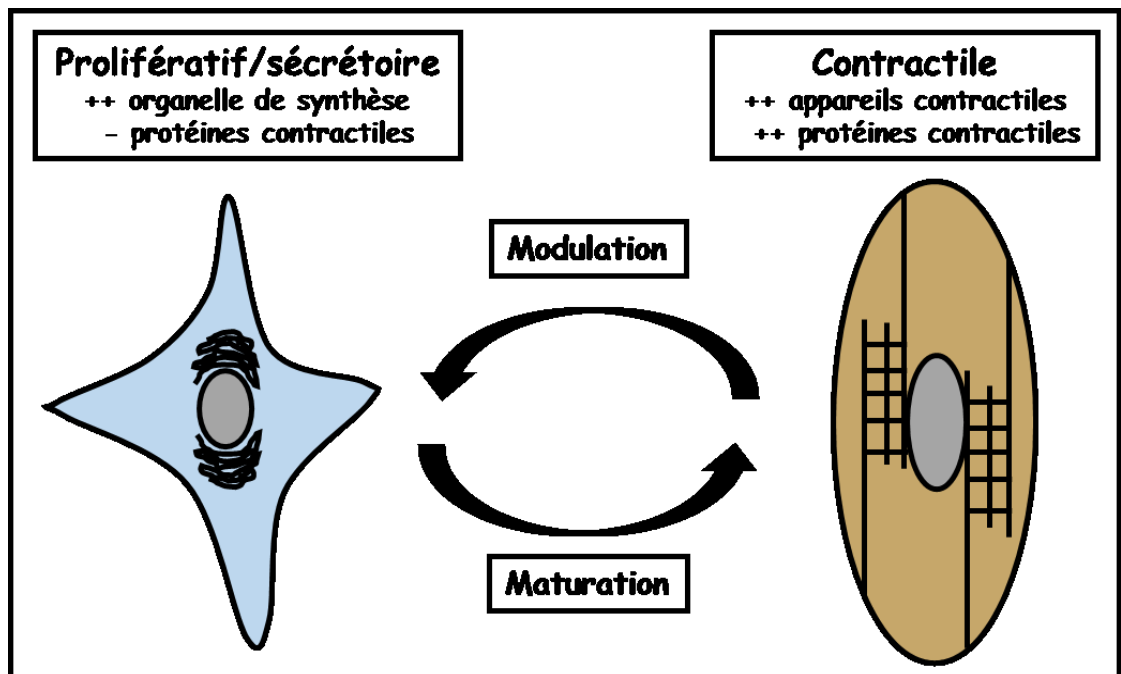 Prolifératif/sécrétoire
++ organelle de synthèse
- protéines contractiles
Contractile
++ appareils contractiles
++ protéines contractiles
Modulation
Maturation